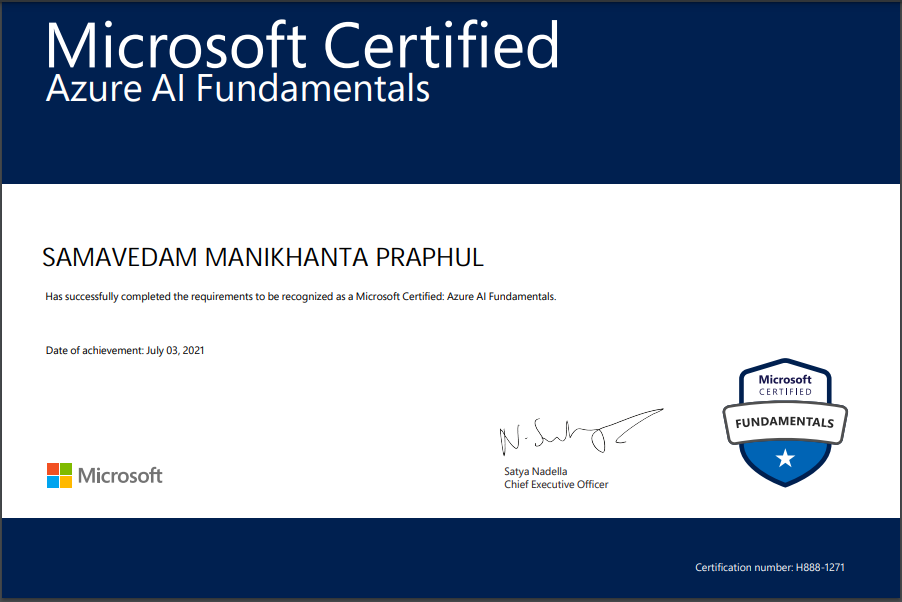 Microsoft Certified
Azure AI Fundamentals
SAMAVEDAM MANIKHANTA PRAPHUL
Has successfully completed the requirements to be recognized as a Microsoft Certified: Azure AI Fundamentals.
Date of achievement: July 03, 2021
Microsoft
CERTIFIED
FUNDAMENTALS
Microsoft
Satya Nadella
Chief Executive Officer
Certification number: H888-1271